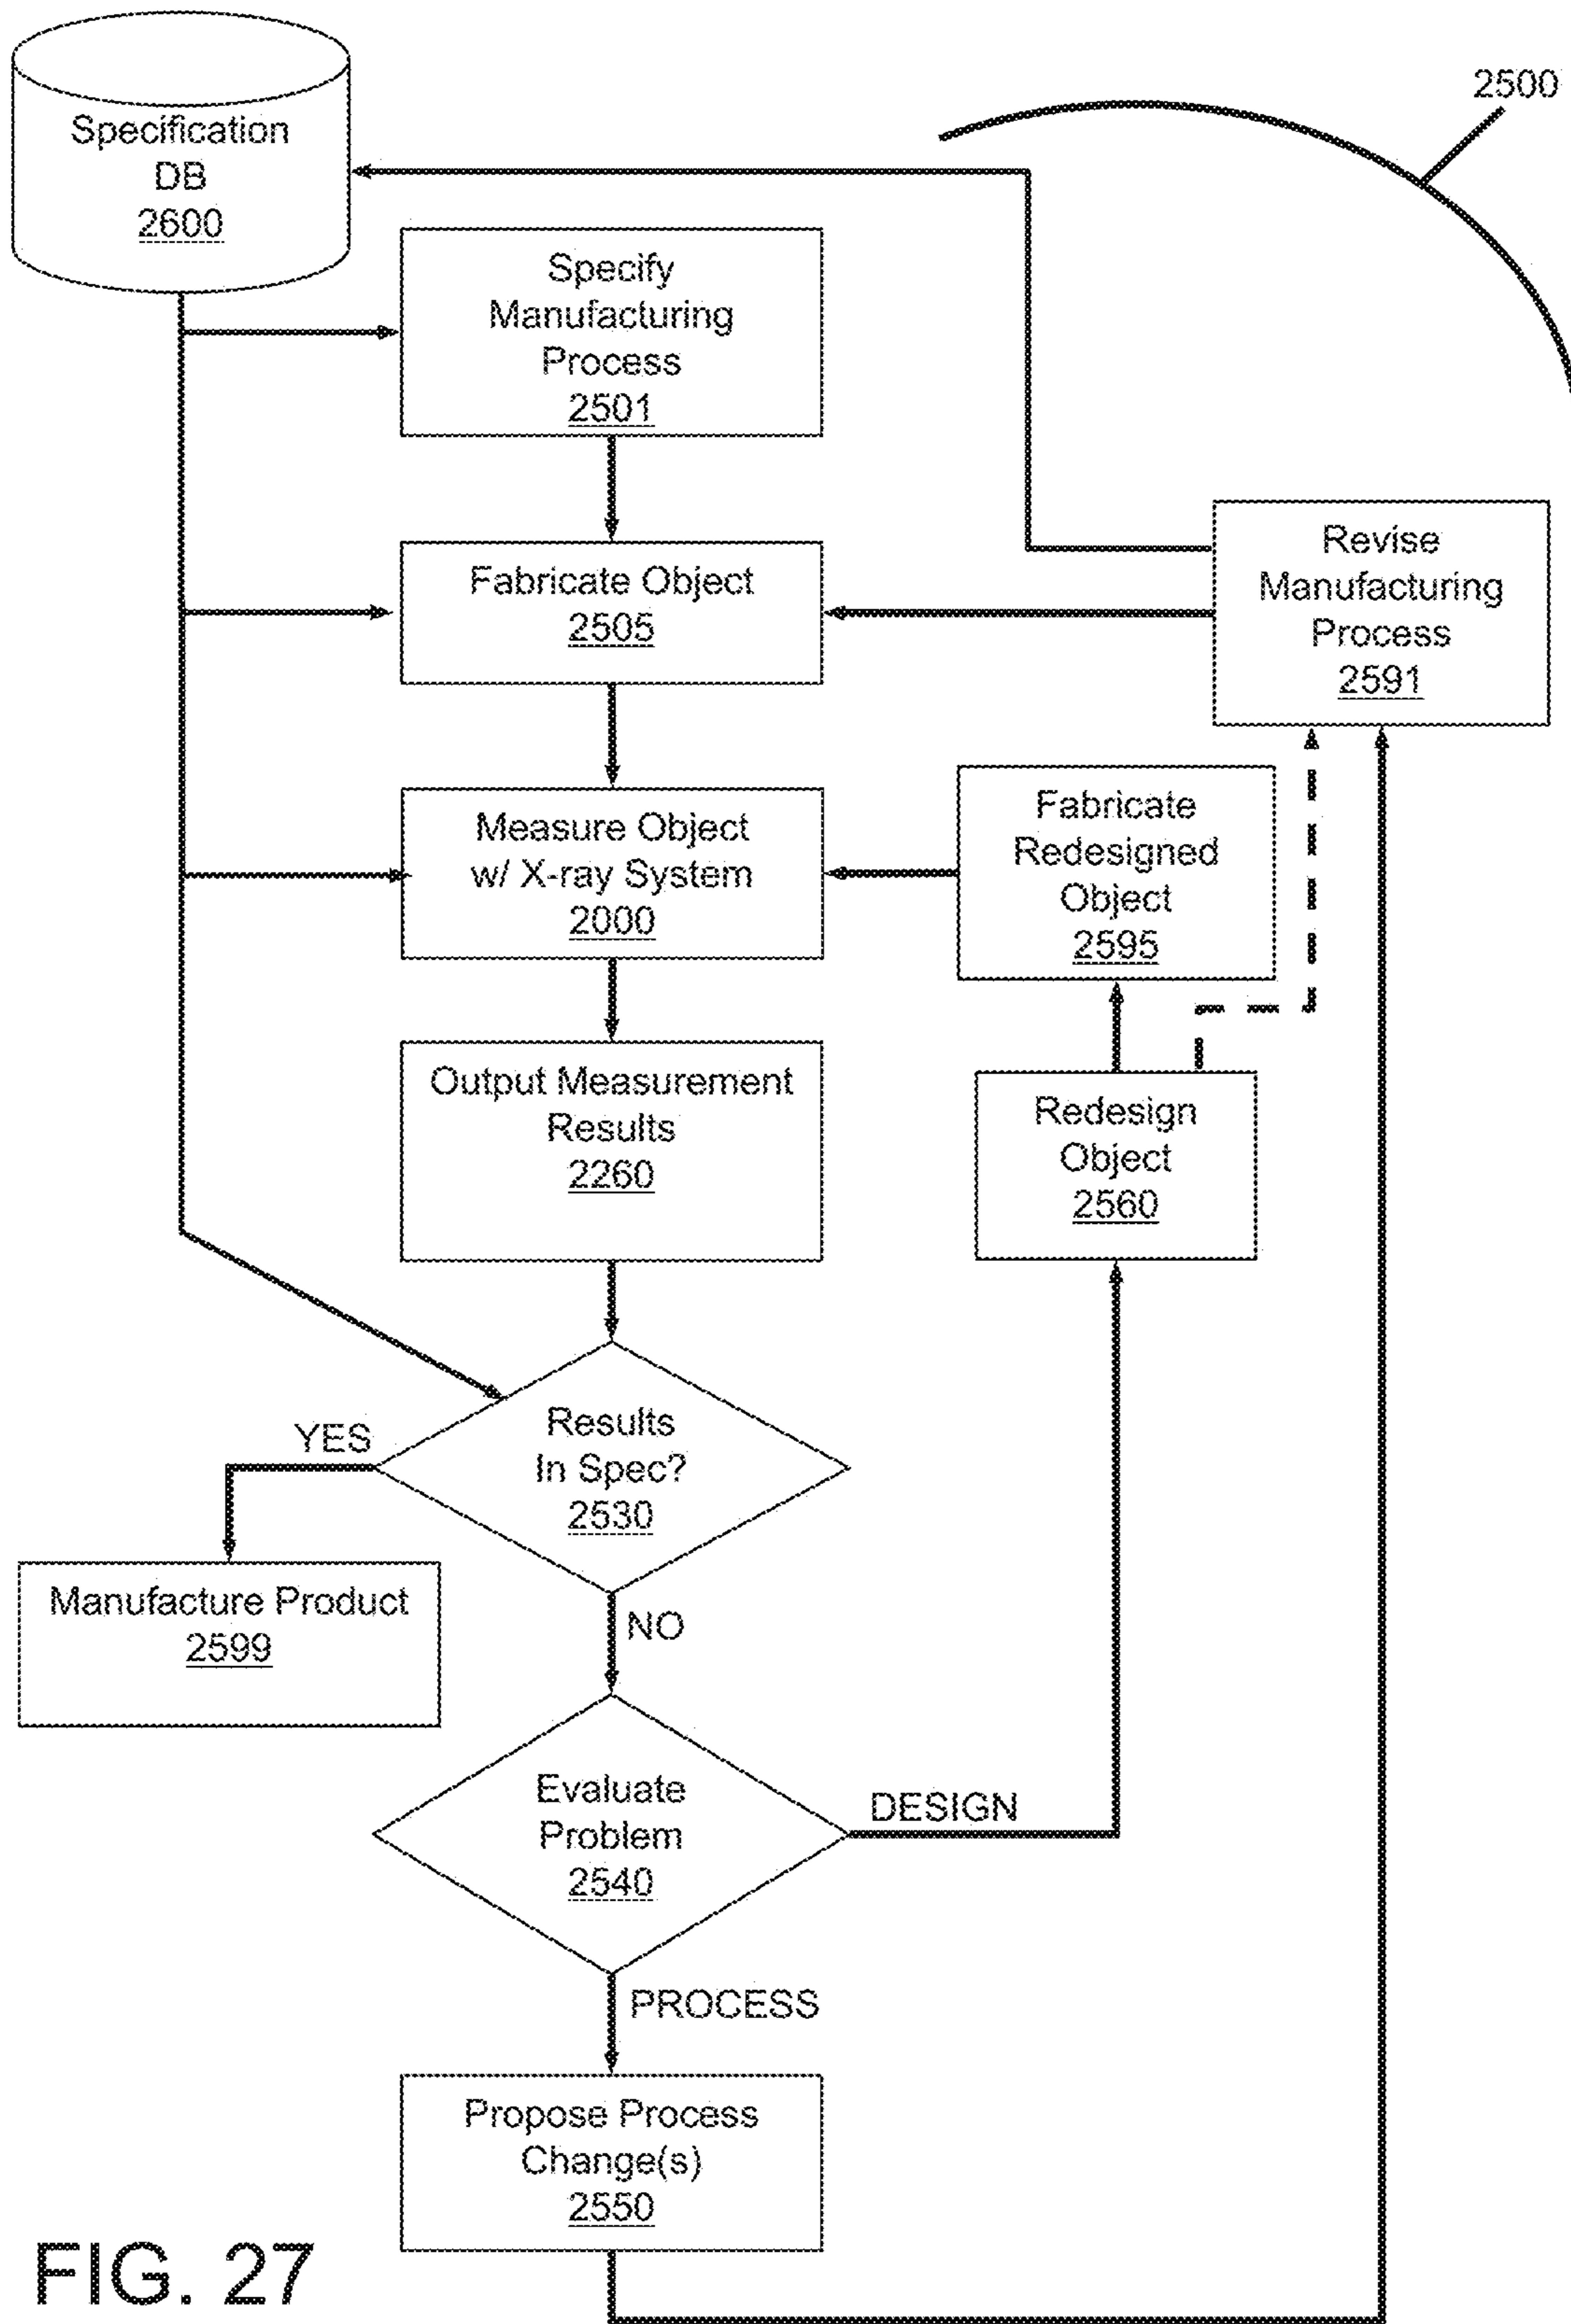 2500
Specification
DB
2600
Specify
Manufacturing
Process
2501
Fabricate Object
2505
Revise
Manufacturing
Process
2591
Measure Object
w/ X-ray System
2000
Fabricate
Redesigned
Object
2595
Output Measurement
Results
2260
Redesign
Object
2560
Results
In Spec?
2530
YES
Manufacture Product
2599
NO
Evaluate
Problem
2540
DESIGN
PROCESS
Propose Process
Change(s)
2550
FIG. 27